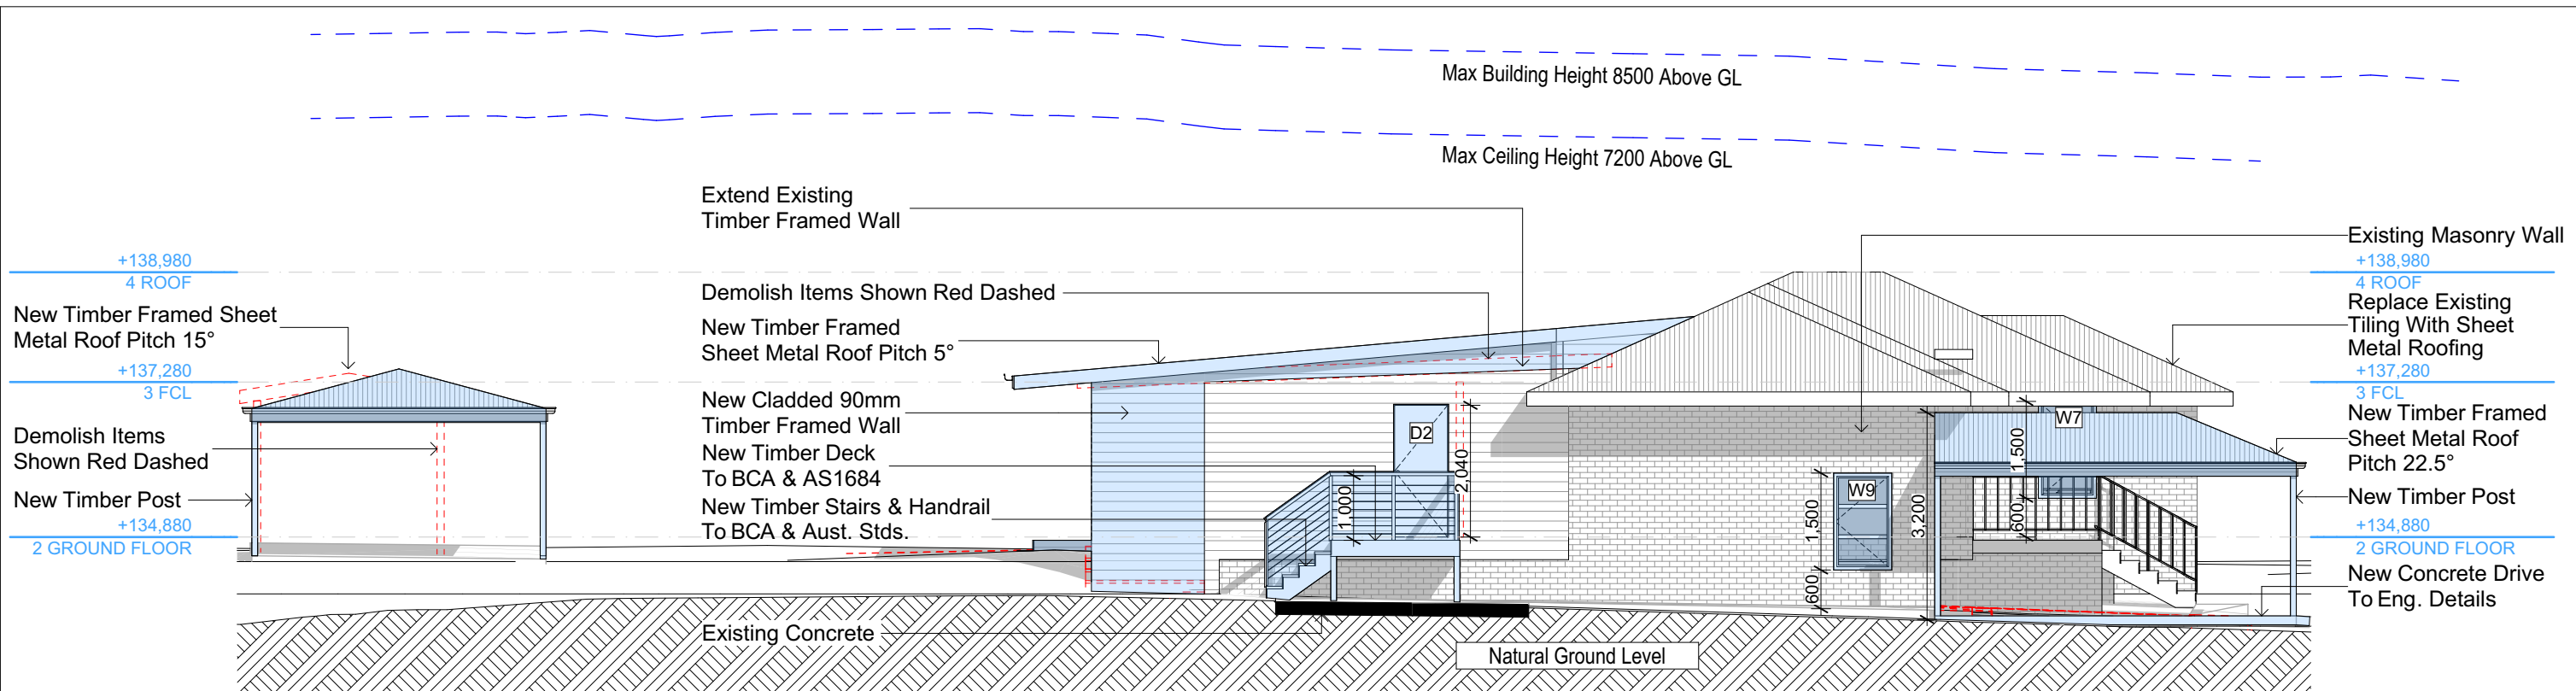 Max Building Height 8500 Above GL
Max Ceiling Height 7200 Above GL
+138,980
4 ROOF
New Timber Framed Sheet
Metal Roof Pitch 15°
+137,280
3 FCL
Demolish Items
Shown Red Dashed
New Timber Post
+134,880
2 GROUND FLOOR
Extend Existing
Timber Framed Wall
Demolish Items Shown Red Dashed
New Timber Framed
Sheet Metal Roof Pitch 5°
New Cladded 90mm
Timber Framed Wall
New Timber Deck
To BCA & AS1684
New Timber Stairs & Handrail
To BCA & Aust. Stds.
Existing Concrete
D2
1,000
2,040
W9
1,500
600
3,200
W7
1,500
600
Natural Ground Level
Existing Masonry Wall
+138,980
4 ROOF
Replace Existing
Tiling With Sheet
Metal Roofing
+137,280
3 FCL
New Timber Framed
Sheet Metal Roof
Pitch 22.5°
New Timber Post
+134,880
2 GROUND FLOOR
New Concrete Drive
To Eng. Details